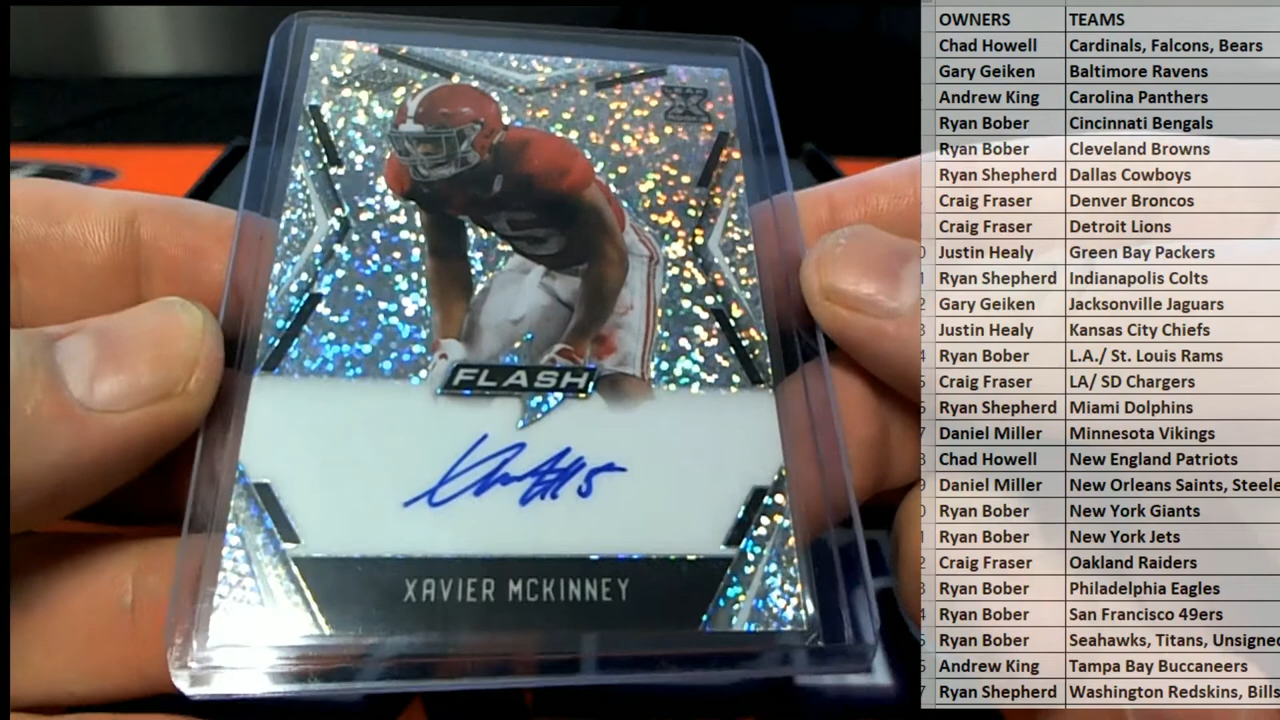 LEAF
X
ROOKIE
FLASH
#15
XAVIER MCKINNEY
OWNERS TEAMS
Chad Howell Cardinals, Falcons, Bears
Gary Geiken Baltimore Ravens
Andrew King Carolina Panthers
Ryan Bober Cincinnati Bengals
Ryan Bober Cleveland Browns
Ryan Shepherd Dallas Cowboys
Craig Fraser Denver Broncos
Craig Fraser Detroit Lions
Justin Healy Green Bay Packers
Ryan Shepherd Indianapolis Colts
Gary Geiken Jacksonville Jaguars
Justin Healy Kansas City Chiefs
Ryan Bober L.A./ St. Louis Rams
Craig Fraser LA/ SD Chargers
Ryan Shepherd Miami Dolphins
Daniel Miller Minnesota Vikings
Chad Howell New England Patriots
Daniel Miller New Orleans Saints, Steele
Ryan Bober New York Giants
Ryan Bober New York Jets
Craig Fraser Oakland Raiders
Ryan Bober Philadelphia Eagles
Ryan Bober San Francisco 49ers
Ryan Bober Seahawks, Titans, Unsigned
Andrew King Tampa Bay Buccaneers
Ryan Shepherd Washington Redskins, Bills